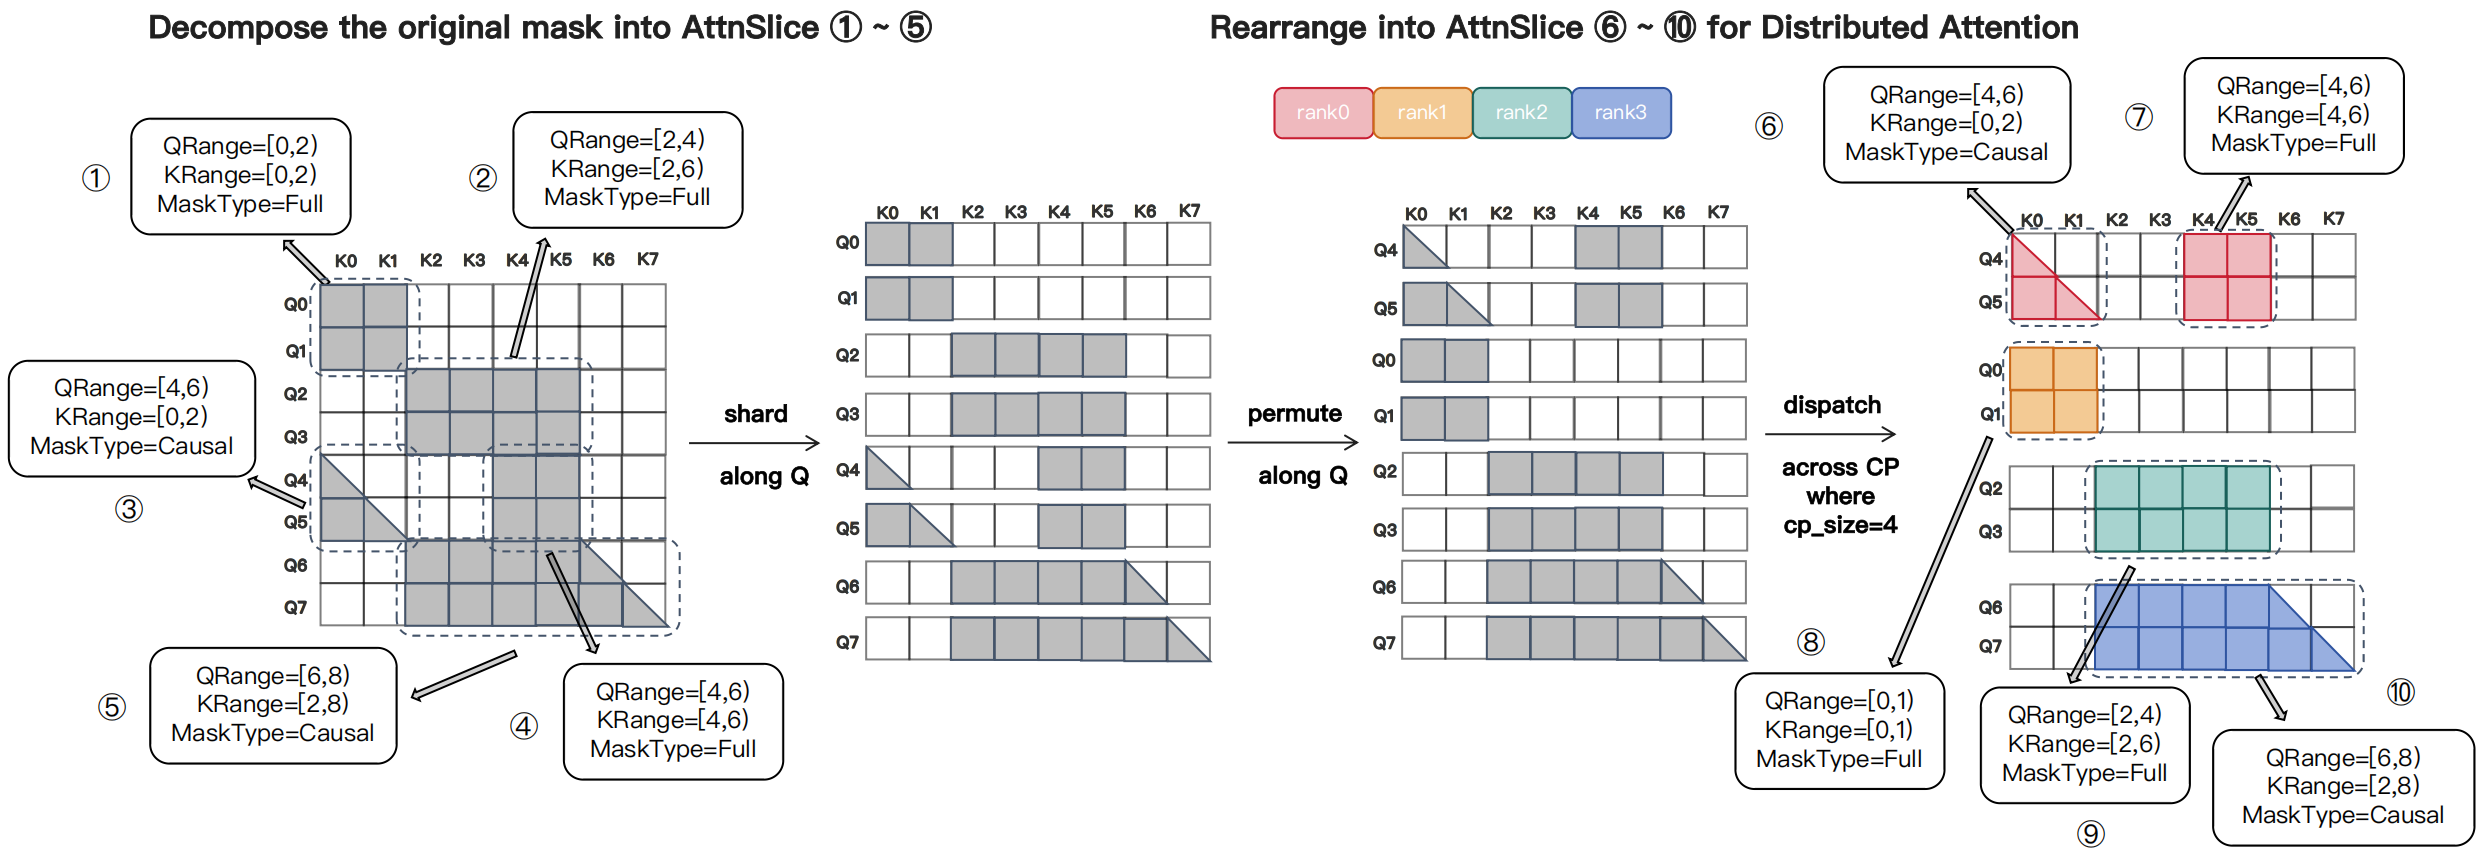 Decompose the original mask into AttnSlice ① ~ ⑤
①
QRange=[0,2)
KRange=[0,2)
MaskType=Full
②
QRange=[2,4)
KRange=[2,6)
MaskType=Full
K0 K1 K2 K3 K4 K5 K6 K7
Q0
Q1
Q2
Q3
Q4
Q5
Q6
Q7
QRange=[4,6)
KRange=[0,2)
MaskType=Causal
③
⑤
QRange=[6,8)
KRange=[2,8)
MaskType=Causal
④
QRange=[4,6)
KRange=[4,6)
MaskType=Full
shard
along Q
K0 K1 K2 K3 K4 K5 K6 K7
Q0
Q1
Q2
Q3
Q4
Q5
Q6
Q7
Rearrange into AttnSlice ⑥ ~ ⑩ for Distributed Attention
rank0 rank1 rank2 rank3
permute
along Q
K0 K1 K2 K3 K4 K5 K6 K7
Q4
Q5
Q0
Q1
Q2
Q3
Q6
Q7
dispatch
across CP
where
cp_size=4
⑥
QRange=[4,6)
KRange=[0,2)
MaskType=Causal
⑦
QRange=[4,6)
KRange=[4,6)
MaskType=Full
K0 K1 K2 K3 K4 K5 K6 K7
Q4
Q5
Q0
Q1
Q2
Q3
Q6
Q7
⑧
QRange=[0,1)
KRange=[0,1)
MaskType=Full
QRange=[2,4)
KRange=[2,6)
MaskType=Full
⑨
⑩
QRange=[6,8)
KRange=[2,8)
MaskType=Causal